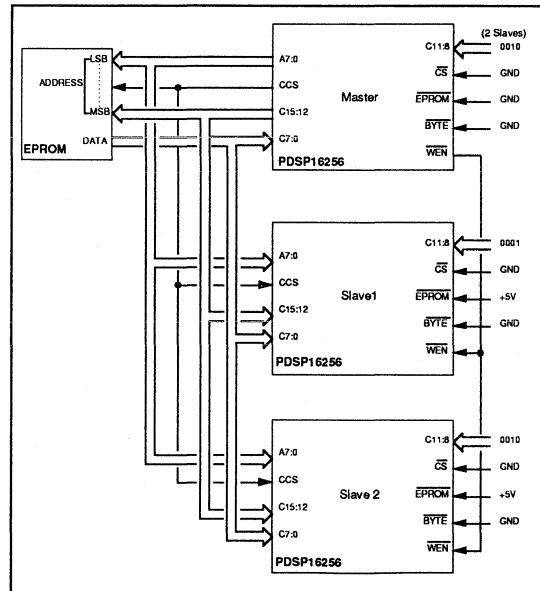 (2 Slaves)
EPROM
LSB
ADDRESS
MSB
DATA
A7:0
CCS
C15:12
C7:0
Master
PDSP16256
C11:8
0010
CS
GND
EPROM
GND
BYTE
GND
WEN
A7:0
CCS
C15:12
C7:0
Slave1
PDSP16256
C11:8
0001
CS
GND
EPROM
+5V
BYTE
GND
WEN
A7:0
CCS
C15:12
C7:0
Slave 2
PDSP16256
C11:8
0010
CS
GND
EPROM
+5V
BYTE
GND
WEN